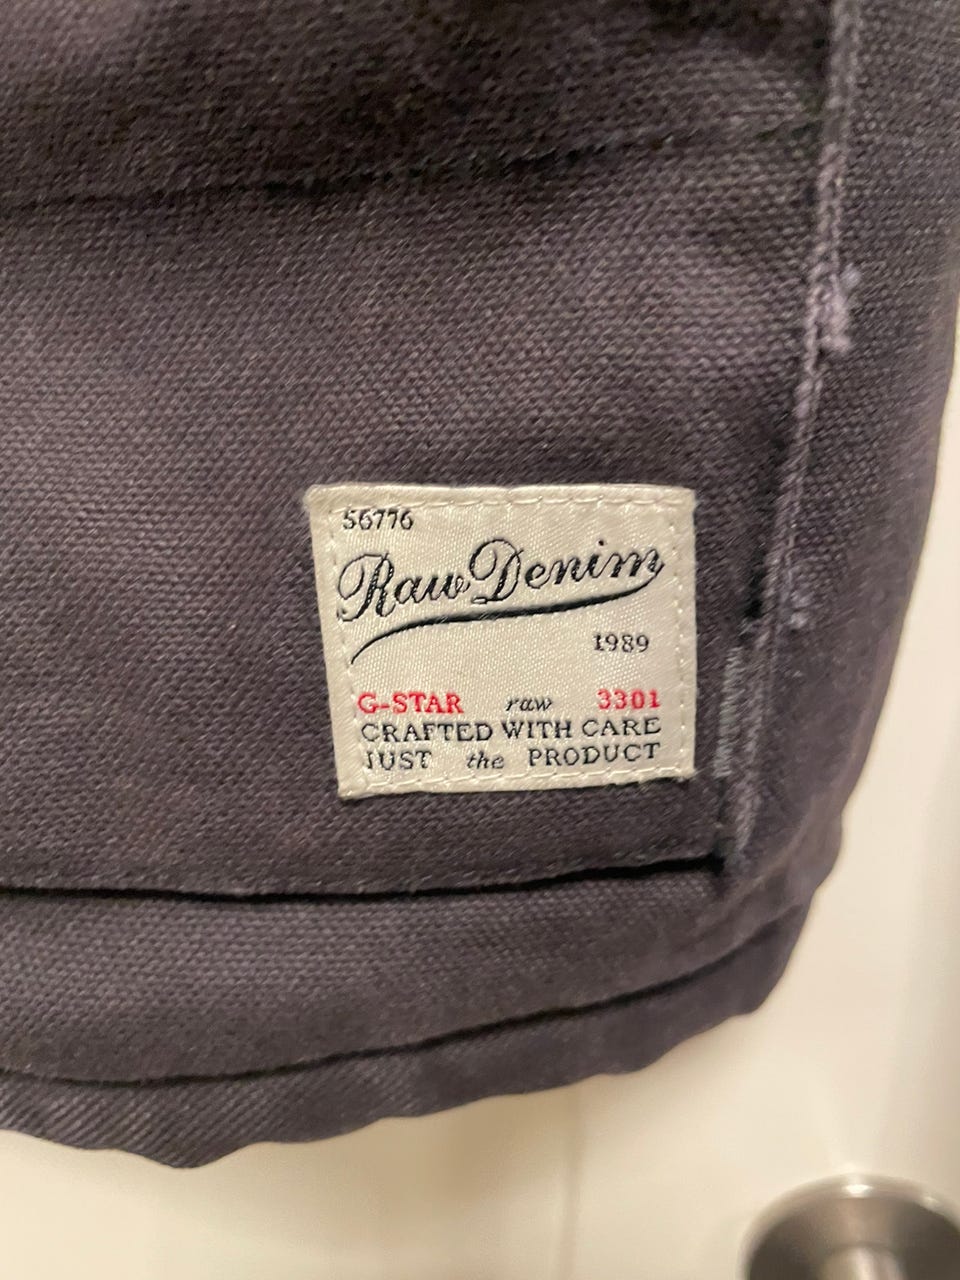 56776
Raw Denim
1989
G-STAR raw 3301
CRAFTED WITH CARE
JUST the PRODUCT